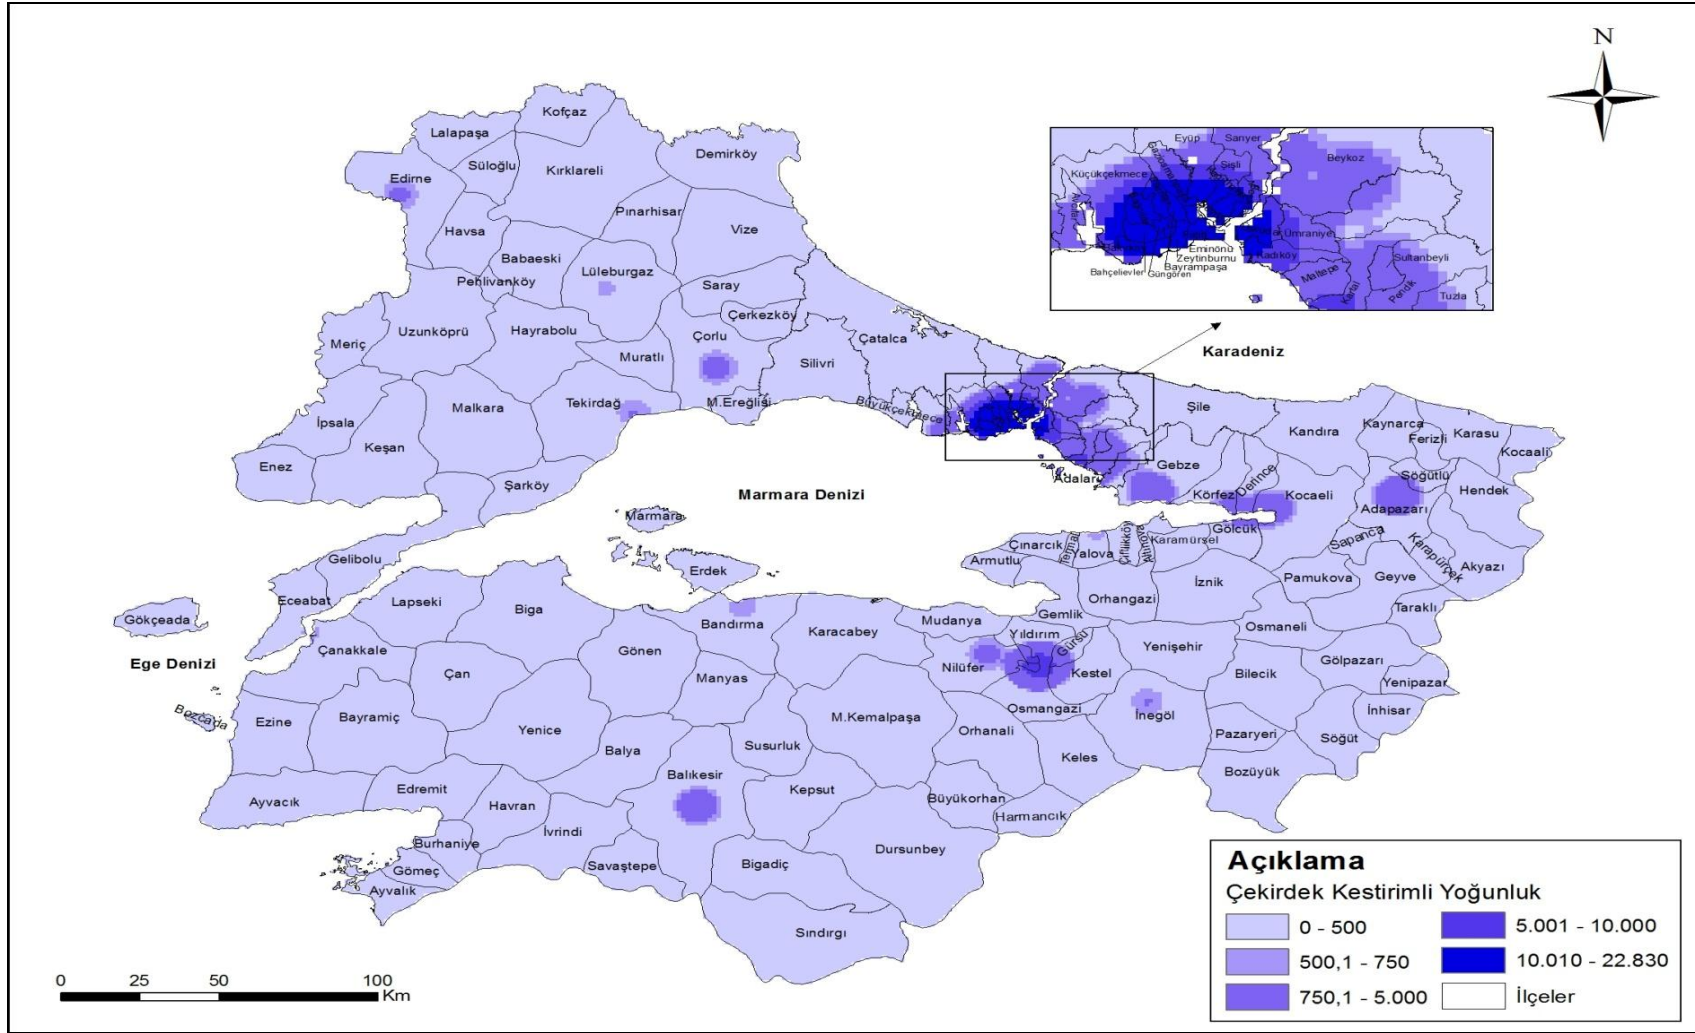 N
Kofçaz
Lalapaşa
Demirköy
Süloğlu
Kırklareli
Edirne
Pınarhisar
Havsa
Vize
Babaeski
Lüleburgaz
Pehlivanköy
Saray
Çerkezköy
Uzunköprü
Hayrabolu
Çorlu
Çatalca
Meriç
Muratlı
Silivri
Malkara
Tekirdağ
M.Ereğlisi
Büyükçekmece
İpsala
Keşan
Enez
Şarköy
Eyüp
Sarıyer
Beykoz
Şişli
Küçükçekmece
Avcılar
Ümraniye
Eminönü
Kadıköy
Zeytinburnu
Bayrampaşa
Bahçelievler
Güngören
Maltepe
Sultanbeyli
Kartal
Pendik
Tuzla
Karadeniz
Şile
Kandıra
Kaynarca
Ferizli
Karasu
Kocaali
Gebze
Adalar
Körfez
Derince
Kocaeli
Söğütlü
Hendek
Adapazarı
Marmara Denizi
Marmara
Gölcük
Karamürsel
Sapanca
Karapürçek
Akyazı
Çınarcık
Termal
Yalova
Çiftlikköy
Altınova
Armutlu
Gelibolu
Erdek
İznik
Pamukova
Geyve
Eceabat
Lapseki
Biga
Orhangazi
Taraklı
Gökçeada
Bandırma
Karacabey
Mudanya
Gemlik
Osmaneli
Çanakkale
Gönen
Yıldırım
Gürsu
Yenişehir
Ege Denizi
Çan
Manyas
Nilüfer
Kestel
Bilecik
Gölpazarı
Yenipazar
Bozcada
Ezine
Bayramiç
Yenice
M.Kemalpaşa
Osmangazi
İnegöl
İnhisar
Balya
Susurluk
Orhanali
Keles
Pazaryeri
Söğüt
Balıkesir
Kepsut
Bozüyük
Ayvacık
Edremit
Havran
Büyükorhan
Harmancık
İvrindi
Burhaniye
Gömeç
Savaştepe
Bigadiç
Dursunbey
Ayvalık
Sındırgı
Açıklama
Çekirdek Kestirimli Yoğunluk
0 - 500
5.001 - 10.000
500,1 - 750
10.010 - 22.830
750,1 - 5.000
İlçeler
0 25 50 100
Km